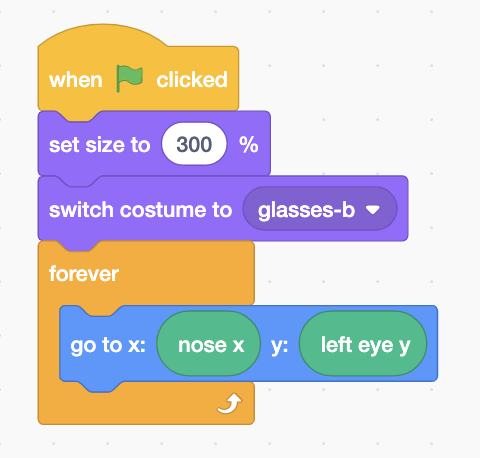 when clicked
set size to 300 %
switch costume to glasses-b
forever
go to x: nose x y: left eye y